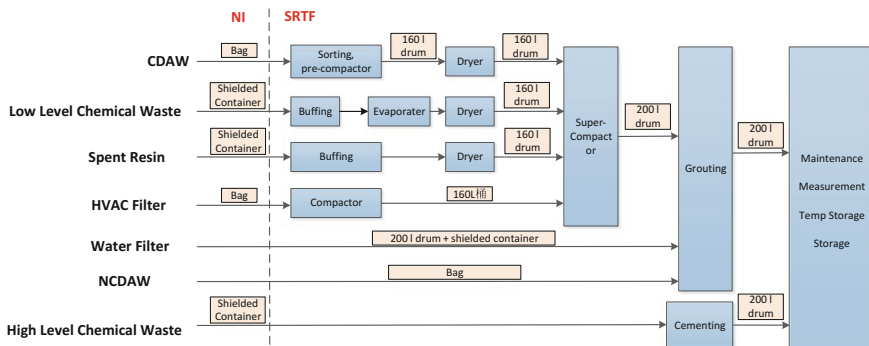 NI
SRTF
CDAW
Bag
Sorting,
pre-compactor
160 l
drum
Dryer
160 l
drum
Low Level Chemical Waste
Shielded
Container
Buffing
Evaporater
Dryer
160 l
drum
Spent Resin
Shielded
Container
Buffing
Dryer
160 l
drum
HVAC Filter
Bag
Compactor
160L桶
Super-
Compact
or
200 l
drum
Water Filter
200 l drum + shielded container
NCDAW
Bag
Grouting
200 l
drum
High Level Chemical Waste
Shielded
Container
Cementing
200 l
drum
Maintenance
Measurement
Temp Storage
Storage